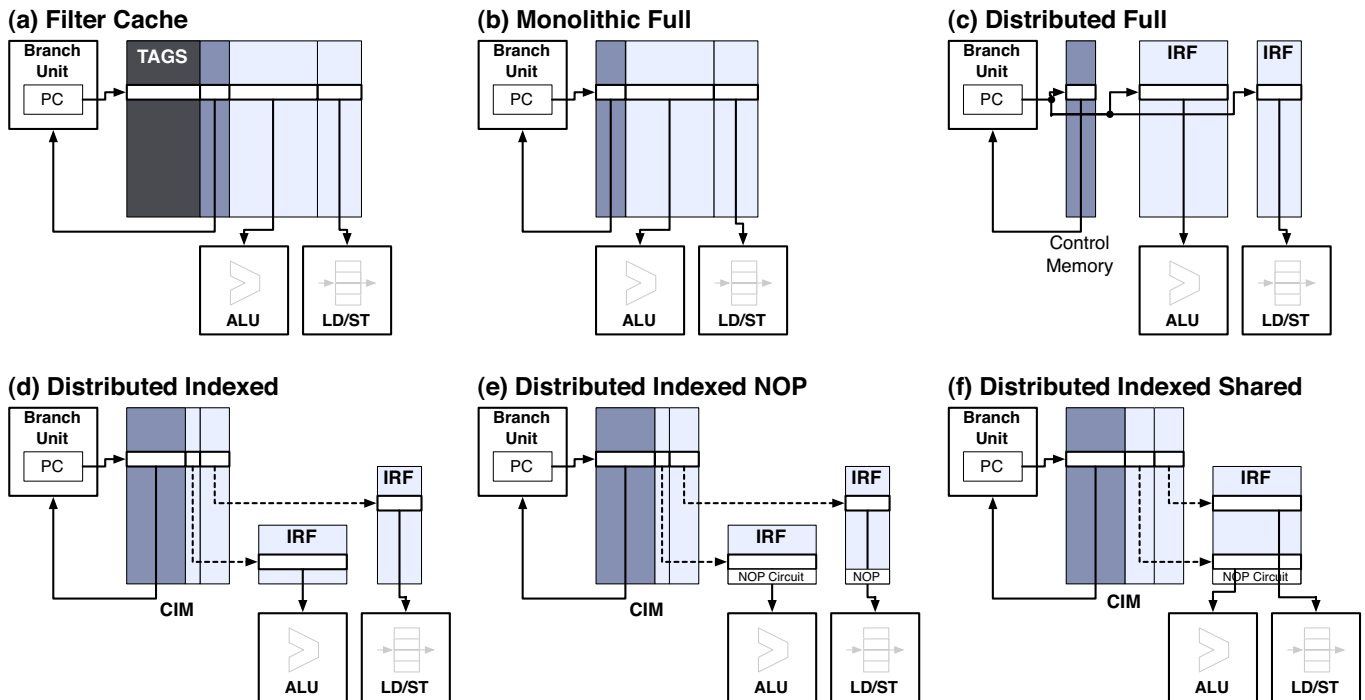 (a) Filter Cache
Branch
Unit
PC
TAGS
ALU
LD/ST
(b) Monolithic Full
Branch
Unit
PC
ALU
LD/ST
(c) Distributed Full
Branch
Unit
PC
IRF
IRF
Control
Memory
ALU
LD/ST
(d) Distributed Indexed
Branch
Unit
PC
IRF
IRF
CIM
ALU
LD/ST
(e) Distributed Indexed NOP
Branch
Unit
PC
IRF
IRF
NOP Circuit
NOP
CIM
ALU
LD/ST
(f) Distributed Indexed Shared
Branch
Unit
PC
IRF
NOP Circuit
CIM
ALU
LD/ST